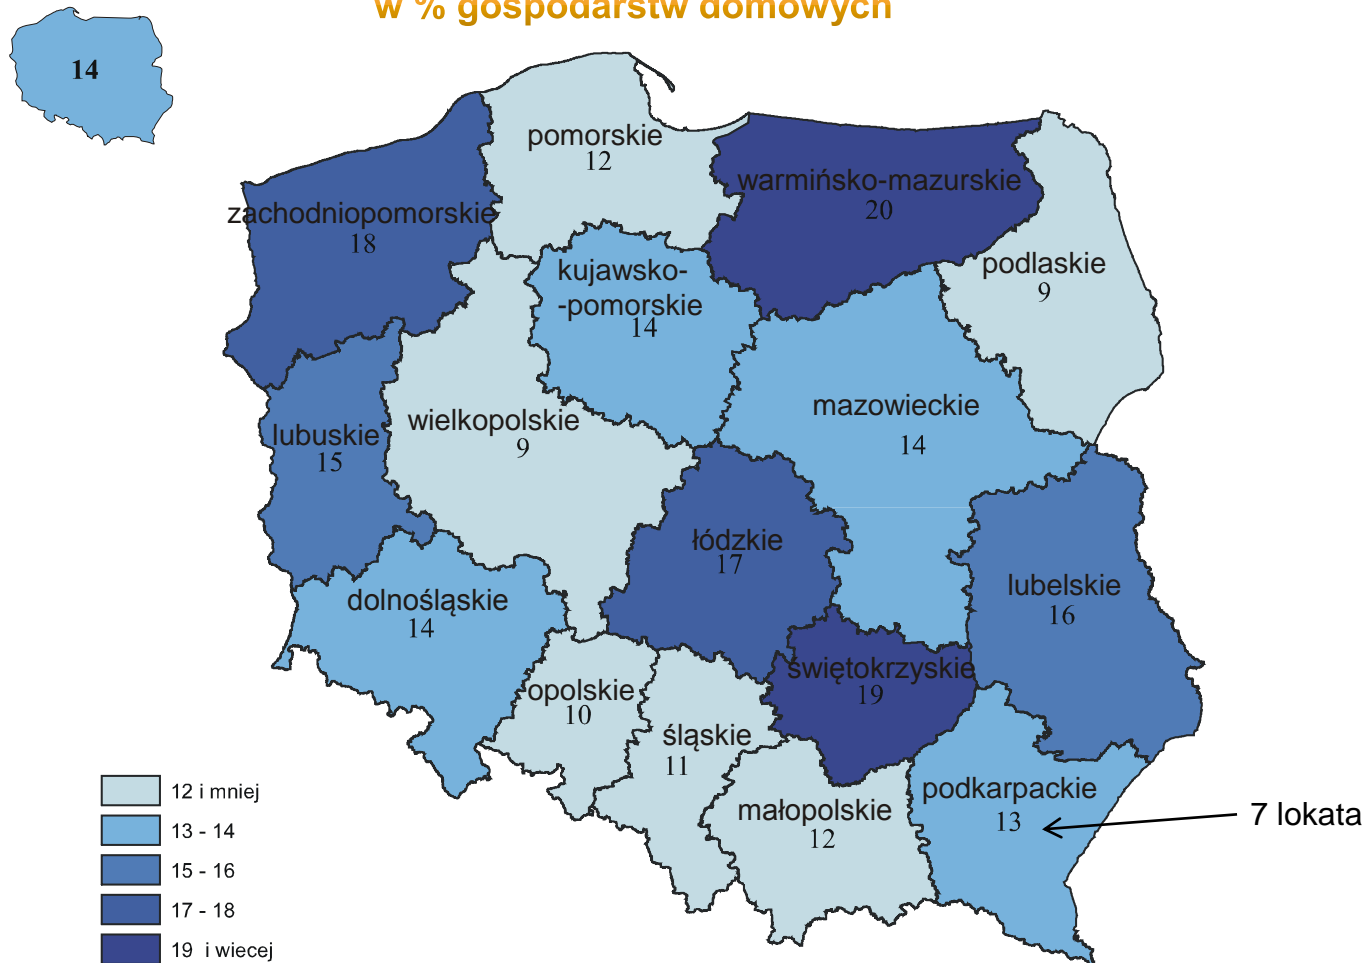 w % gospodarstw domowych
14
pomorskie
12
warmińsko-mazurskie
20
zachodniopomorskie
18
podlaskie
9
kujawsko-
-pomorskie
14
mazowieckie
14
wielkopolskie
9
lubuskie
15
łódzkie
17
lubelskie
16
dolnośląskie
14
świętokrzyskie
19
opolskie
10
śląskie
11
podkarpackie
13
małopolskie
12
7 lokata
12 i mniej
13 - 14
15 - 16
17 - 18
19 i wiecej